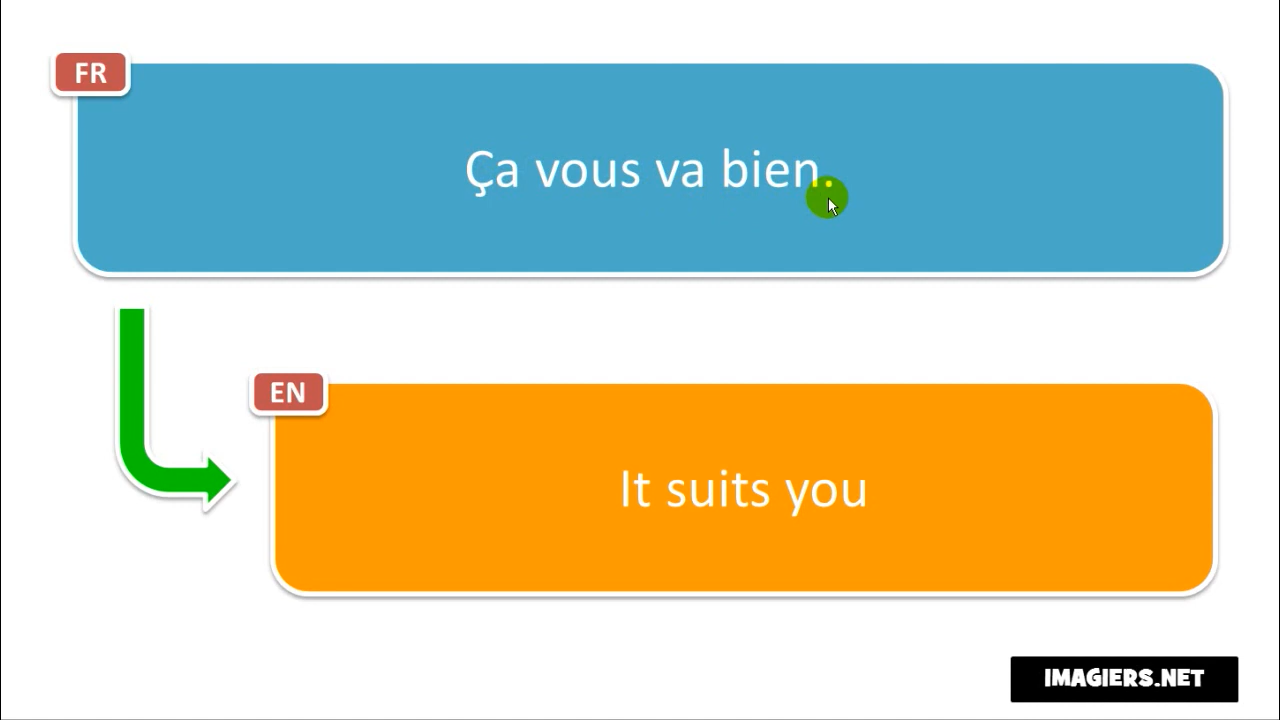 FR
Ça vous va bien.
EN
It suits you
IMAGIERS.NET